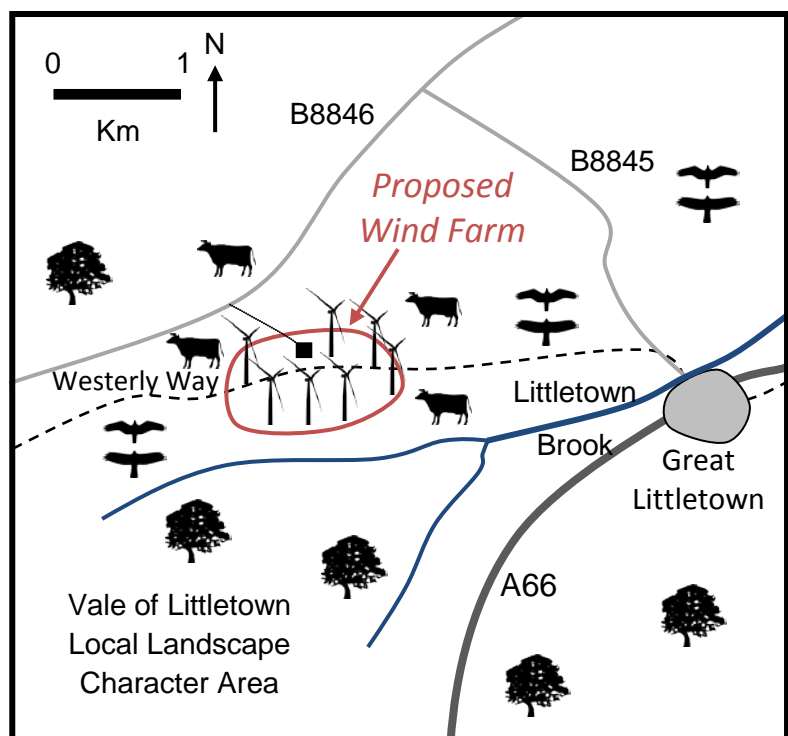 0 1
N
Km
B8846
B8845
Proposed
Wind Farm
Westerly Way
Littletown
Brook
Great
Littletown
A66
Vale of Littletown
Local Landscape
Character Area